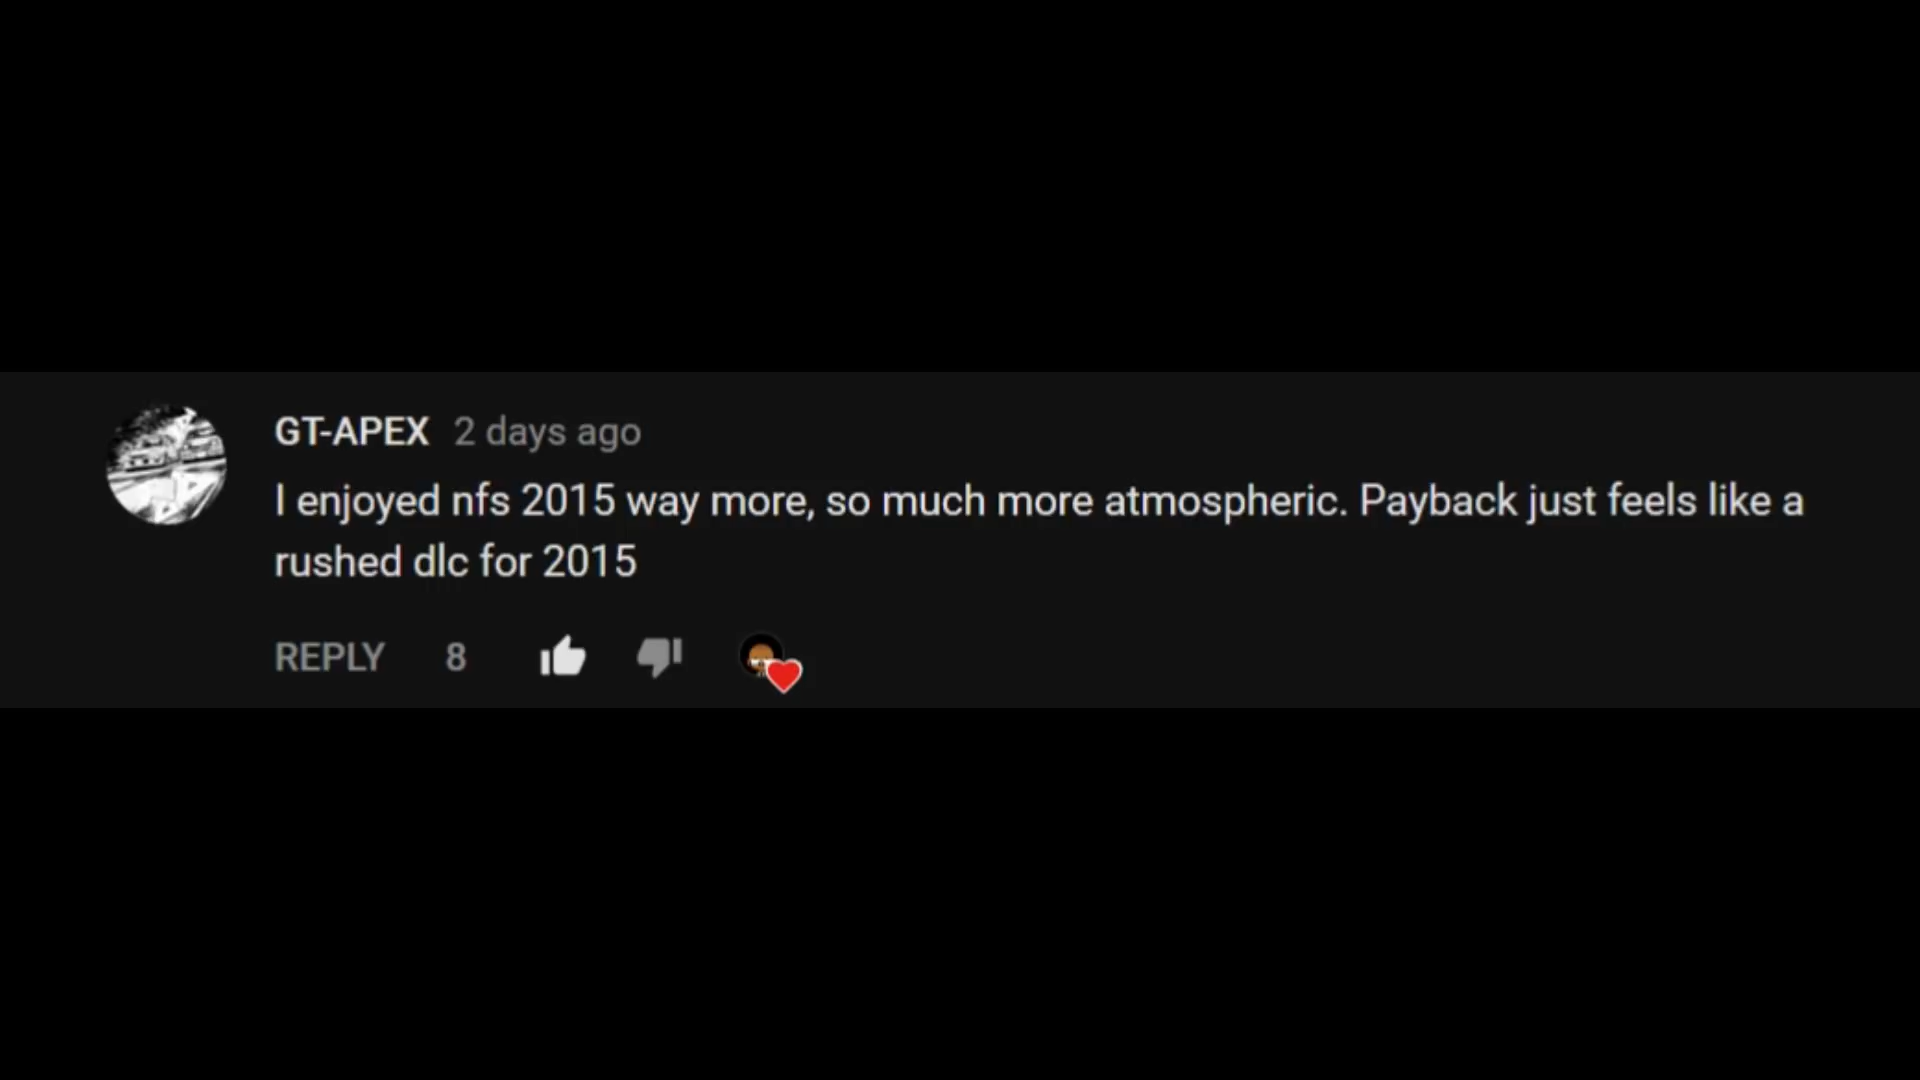 GT-APEX 2 days ago
I enjoyed nfs 2015 way more, so much more atmospheric. Payback just feels like a
rushed dlc for 2015
REPLY 8